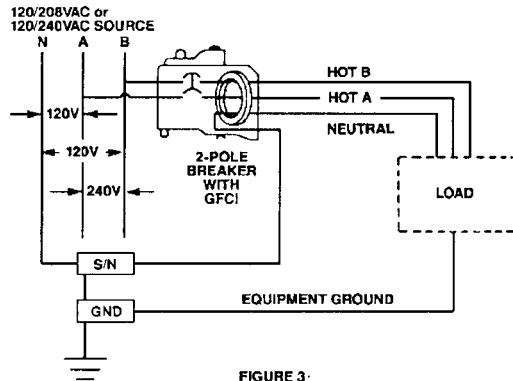 120/208VAC or
120/240VAC SOURCE
N A B
HOT B
HOT A
NEUTRAL
120V
120V
240V
2-POLE
BREAKER
WITH
GFCI
LOAD
S/N
GND
EQUIPMENT GROUND
FIGURE 3·